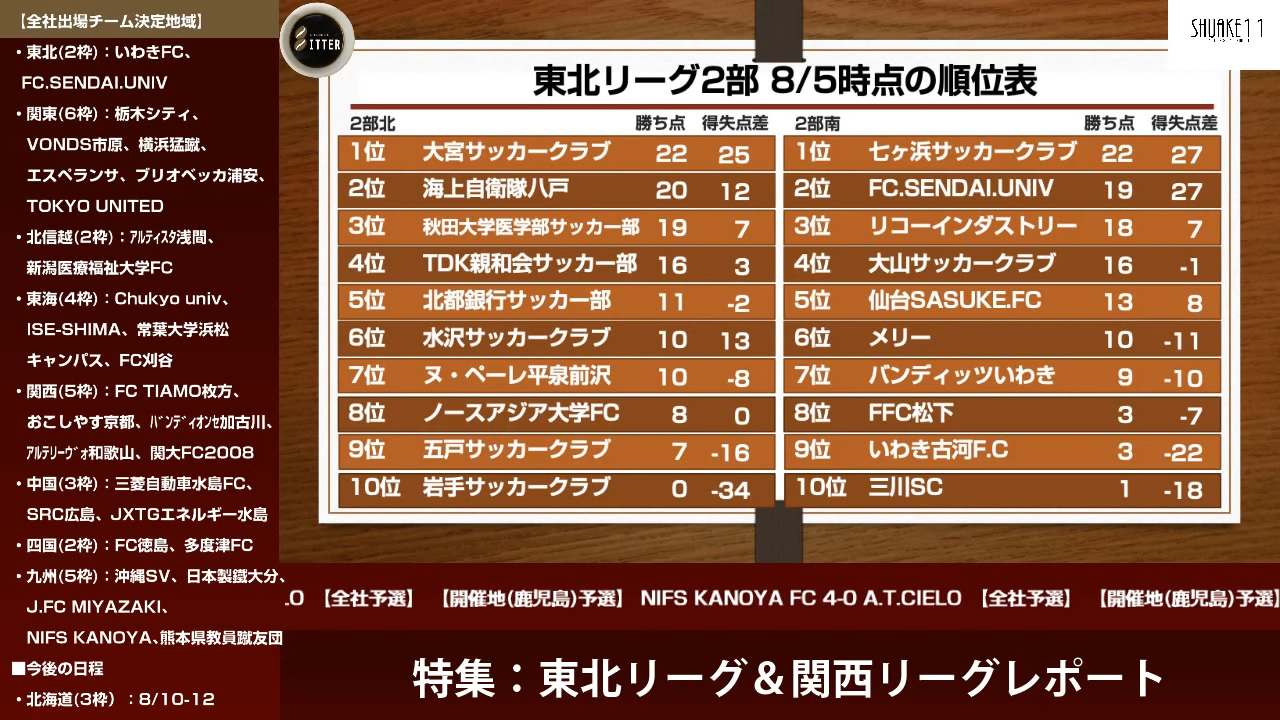 【全社出場チーム決定地域】
・東北(2枠)：いわきFC、
FC.SENDAI.UNIV
・関東(6枠)：栃木シティ、
VONDS市原、横浜猛蹴、
エスペランサ、ブリオベッカ浦安、
TOKYO UNITED
・北信越(2枠)：ｱﾙﾃｨｽﾀ浅間、
新潟医療福祉大学FC
・東海(4枠)：Chukyo univ、
ISE-SHIMA、常葉大学浜松
キャンパス、FC刈谷
・関西(5枠)：FC TIAMO枚方、
おこしやす京都、ﾊﾞﾝﾃﾞｨｵﾝｾ加古川、
ｱﾙﾃﾘｰｳﾞｫ和歌山、関大FC2008
・中国(3枠)：三菱自動車水島FC、
SRC広島、JXTGエネルギー水島
・四国(2枠)：FC徳島、多度津FC
・九州(5枠)：沖縄SV、日本製鐵大分、
J.FC MIYAZAKI、
NIFS KANOYA、熊本県教員蹴友団
■今後の日程
・北海道(3枠）：8/10-12
ITTER
SHUAKE11
東北リーグ2部 8/5時点の順位表
2部北 勝ち点 得失点差
1位 大宮サッカークラブ 22 25
2位 海上自衛隊八戸 20 12
3位 秋田大学医学部サッカー部 19 7
4位 TDK親和会サッカー部 16 3
5位 北都銀行サッカー部 11 -2
6位 水沢サッカークラブ 10 13
7位 ヌ・ペーレ平泉前沢 10 -8
8位 ノースアジア大学FC 8 0
9位 五戸サッカークラブ 7 -16
10位 岩手サッカークラブ 0 -34
2部南 勝ち点 得失点差
1位 七ヶ浜サッカークラブ 22 27
2位 FC.SENDAI.UNIV 19 27
3位 リコーインダストリー 18 7
4位 大山サッカークラブ 16 -1
5位 仙台SASUKE.FC 13 8
6位 メリー 10 -11
7位 バンディッツいわき 9 -10
8位 FFC松下 3 -7
9位 いわき古河F.C 3 -22
10位 三川SC 1 -18
LO 【全社予選】 【開催地(鹿児島)予選】 NIFS KANOYA FC 4-0 A.T.CIELO 【全社予選】 【開催地(鹿児島)予選】
特集：東北リーグ＆関西リーグレポート